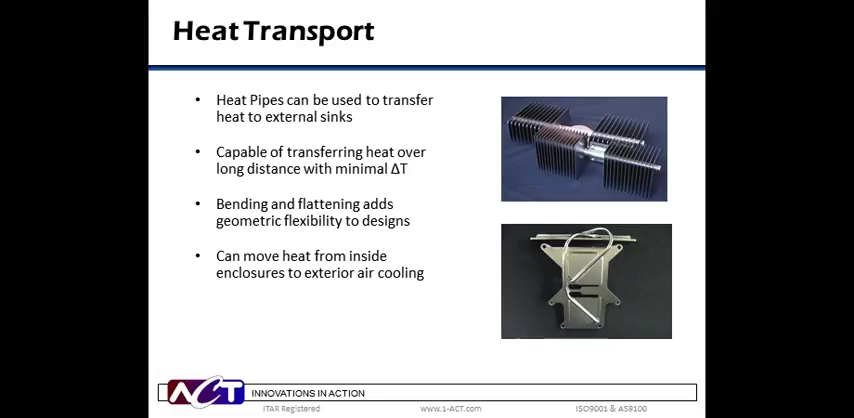 Heat Transport
• Heat Pipes can be used to transfer
heat to external sinks
• Capable of transferring heat over
long distance with minimal ΔT
• Bending and flattening adds
geometric flexibility to designs
• Can move heat from inside
enclosures to exterior air cooling
ACT
INNOVATIONS IN ACTION
ITAR Registered
www.1-ACT.com
ISO9001 & AS9100